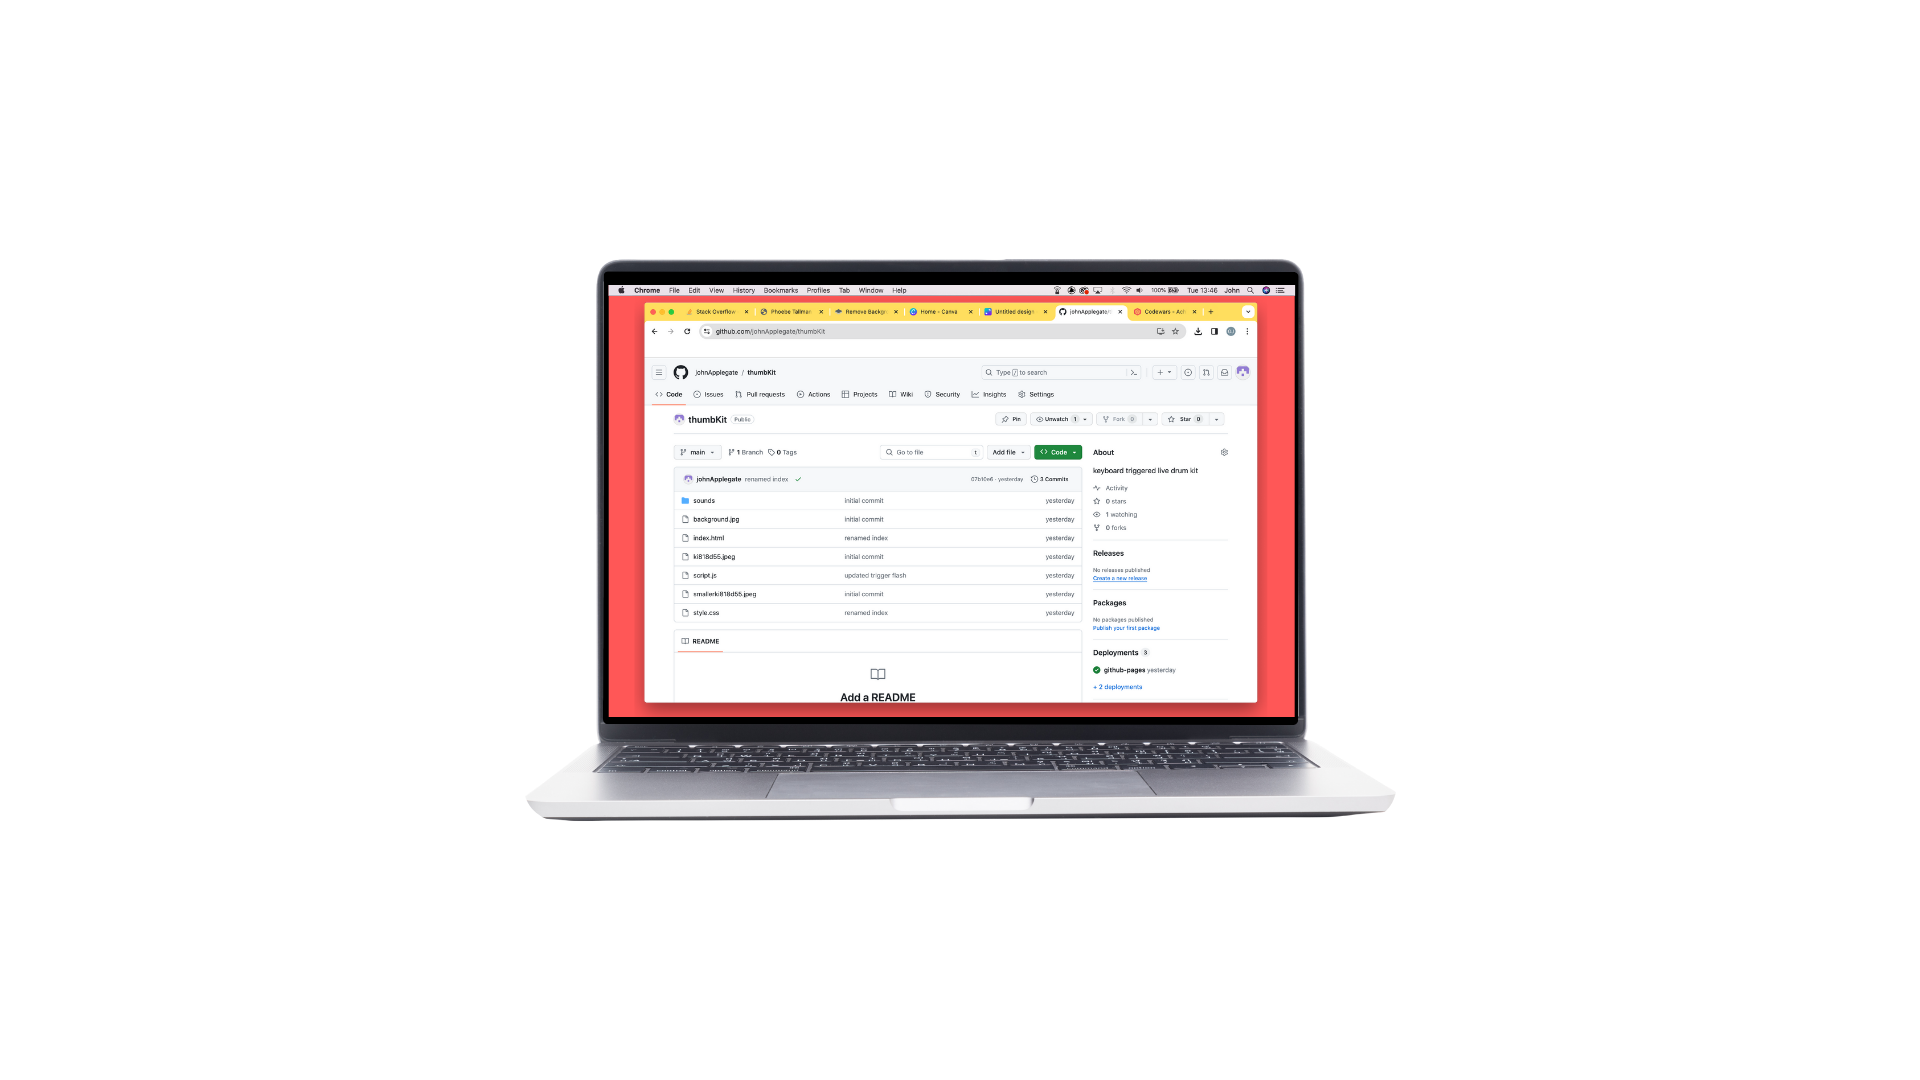 Chrome File Edit View History Bookmarks Profiles Tab Window Help 100% Tue 13:46 John
Stack Overflow Phoebe Tallmar Remove Backgr Home - Canva Untitled design johnApplegate/ Codewars - Ac
github.com/johnApplegate/thumbKit
johnApplegate / thumbKit Type / to search
Code Issues Pull requests Actions Projects Wiki Security Insights Settings
thumbKit Public Pin Unwatch 1 Fork 0 Star 0
main 1 Branch 0 Tags Go to file t Add file Code About
keyboard triggered live drum kit
johnApplegate renamed index 07b10e6 · yesterday 3 Commits
Activity
sounds initial commit yesterday
0 stars
1 watching
background.jpg initial commit yesterday
0 forks
index.html renamed index yesterday
Releases
ki818d55.jpeg initial commit yesterday
No releases published
script.js updated trigger flash yesterday
Create a new release
smallerki818d55.jpeg initial commit yesterday
Packages
style.css renamed index yesterday
No packages published
Publish your first package
README
Deployments 3
github-pages yesterday
+ 2 deployments
Add a README